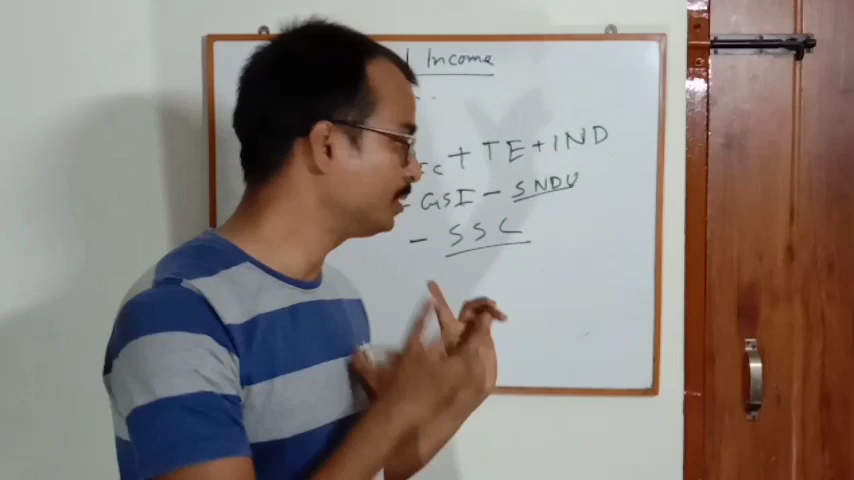 Income
+ TE + IND
- GSI - SNDU
- SSC